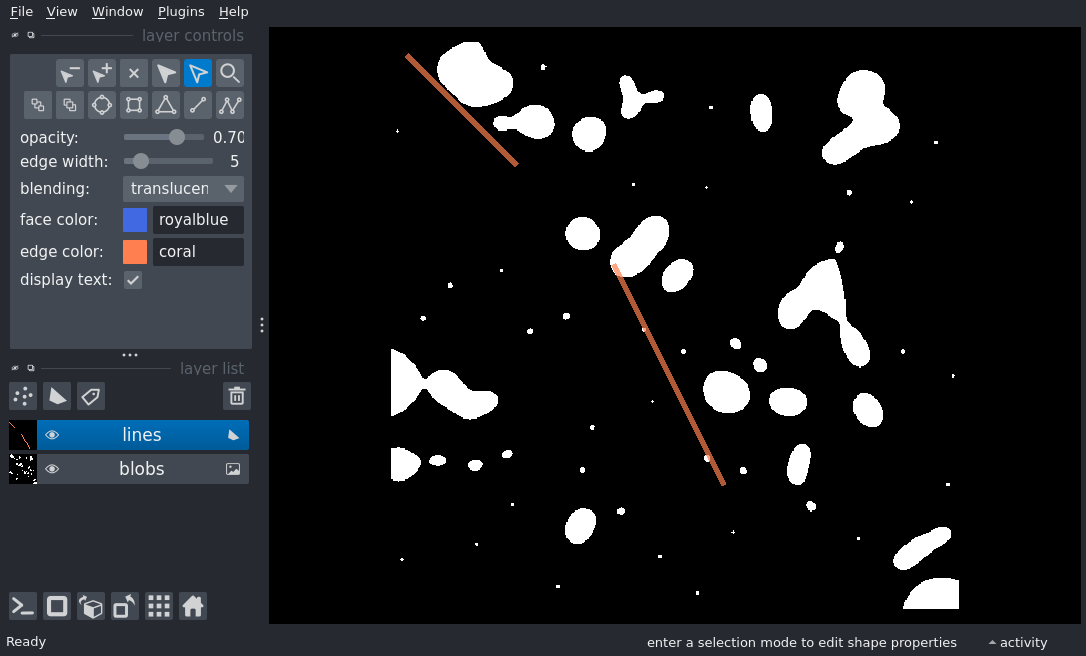 File View Window Plugins Help
layer controls
opacity: 0.70
edge width: 5
blending: translucen
face color: royalblue
edge color: coral
display text:
layer list
lines
blobs
Ready enter a selection mode to edit shape properties activity